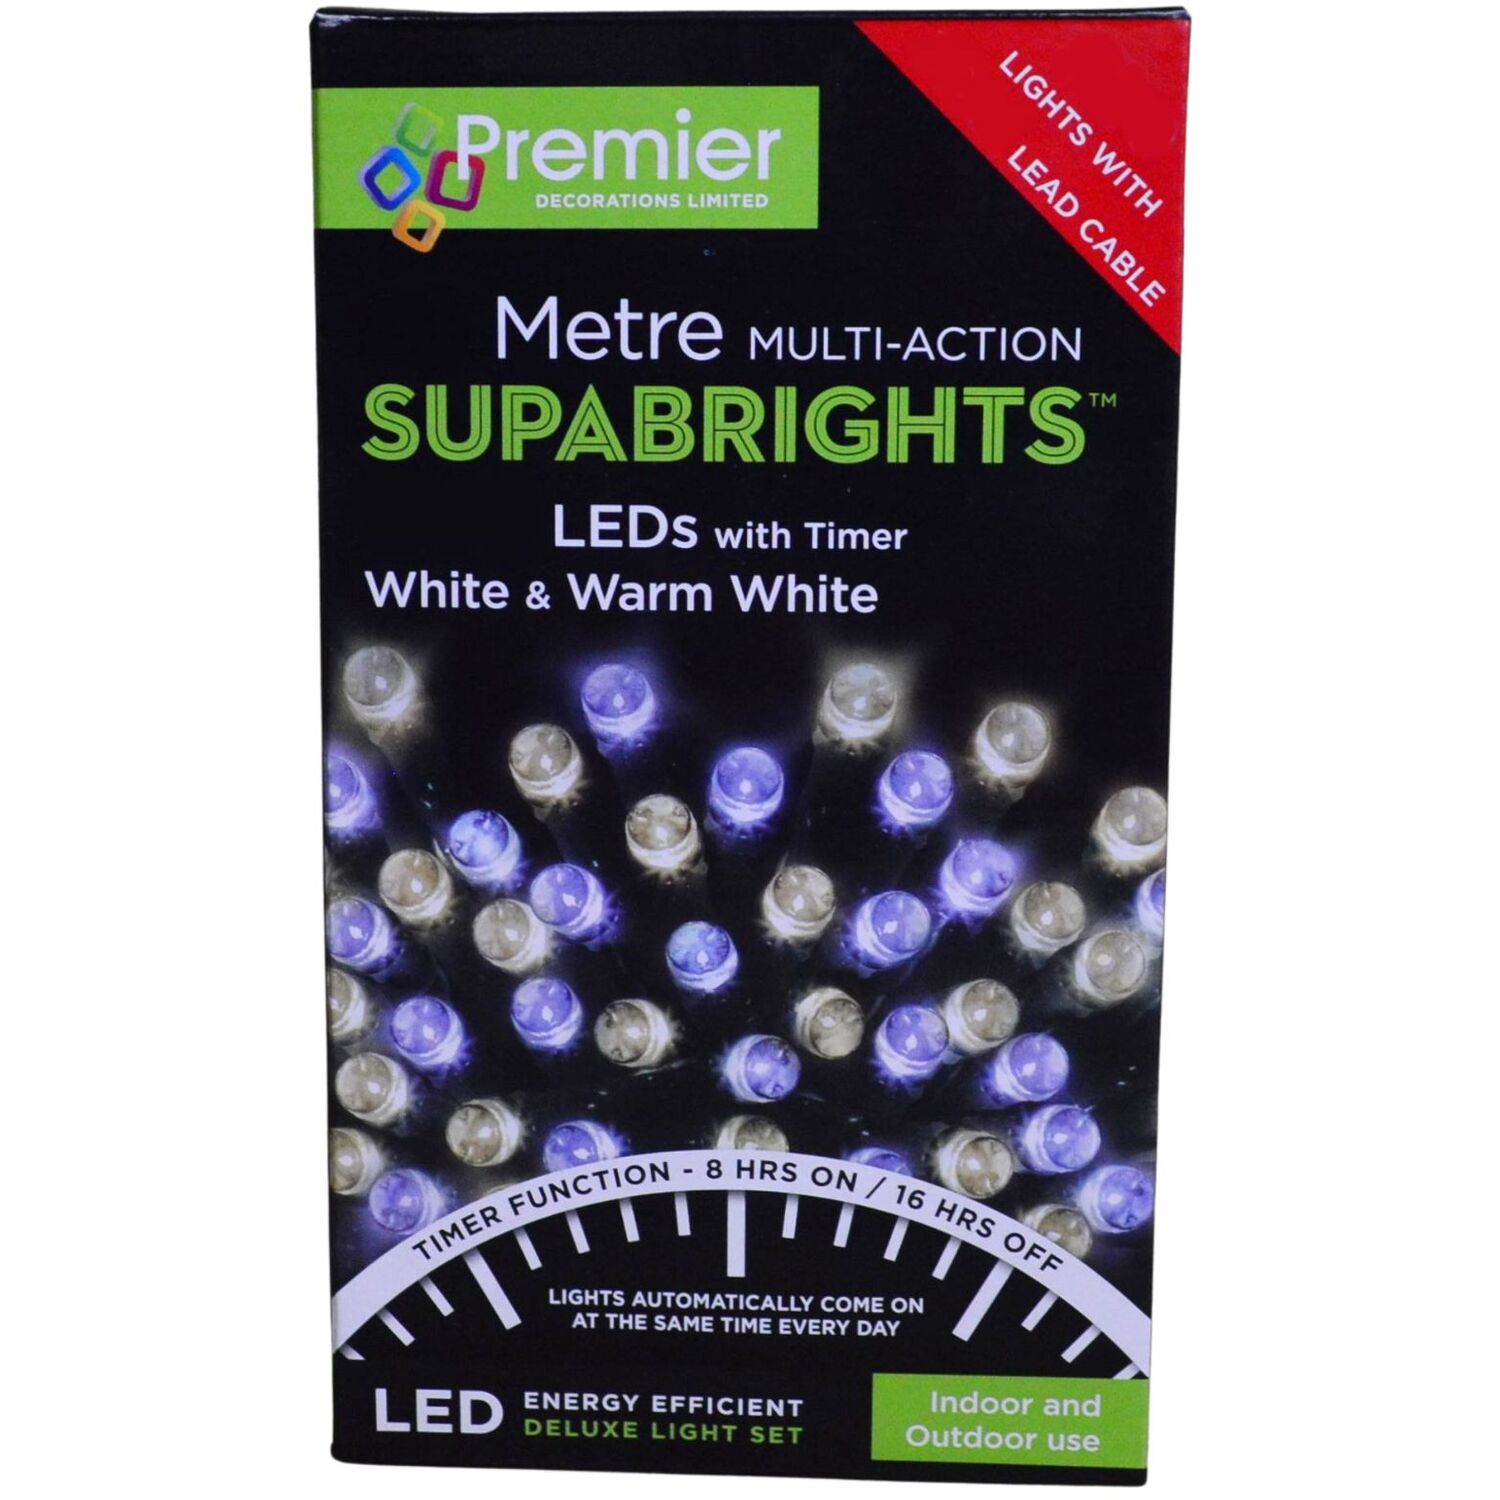 LIGHTS WITH
LEAD CABLE
Premier
DECORATIONS LIMITED
Metre MULTI-ACTION
SUPABRIGHTS™
LEDs with Timer
White & Warm White
TIMER FUNCTION - 8 HRS ON / 16 HRS OFF
LIGHTS AUTOMATICALLY COME ON
AT THE SAME TIME EVERY DAY
LED ENERGY EFFICIENT
DELUXE LIGHT SET
Indoor and
Outdoor use